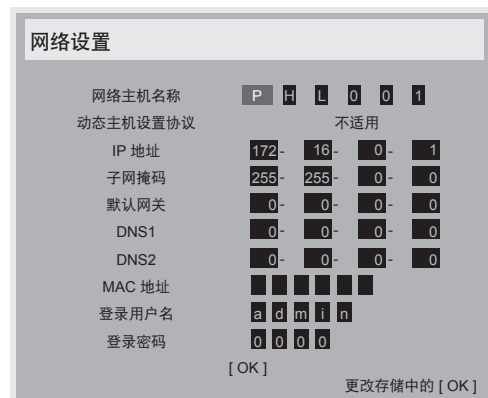 网络设置
网络主机名称 P H L 0 0 1
动态主机设置协议 不适用
IP 地址 172- 16- 0- 1
子网掩码 255- 255- 0- 0
默认网关 0- 0- 0- 0
DNS1 0- 0- 0- 0
DNS2 0- 0- 0- 0
MAC 地址
登录用户名 a d m i n
登录密码 0 0 0 0
[ OK ]
更改存储中的 [ OK ]